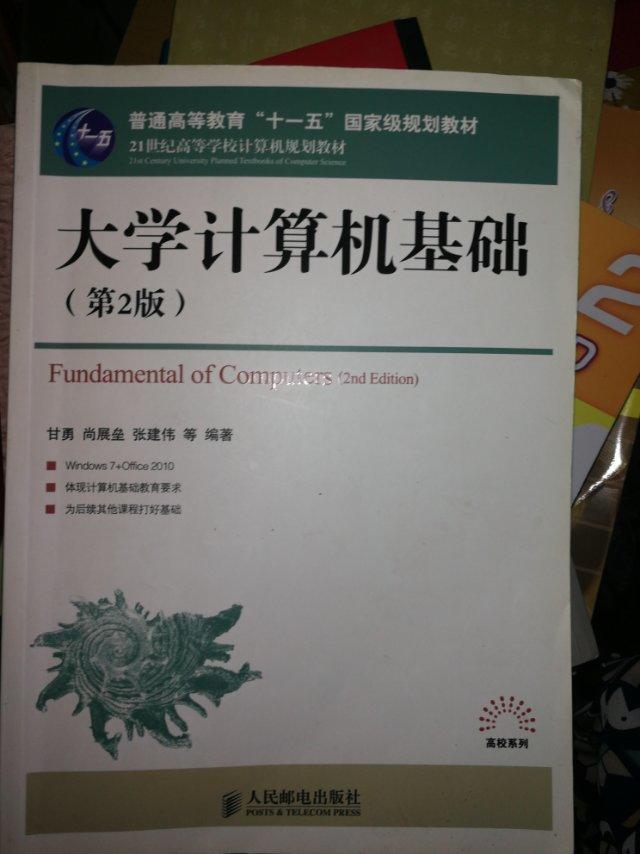 十一五
普通高等教育“十一五”国家级规划教材
21世纪高等学校计算机规划教材
21st Century University Planned Textbooks of Computer Science
大学计算机基础
（第2版）
Fundamental of Computers (2nd Edition)
甘勇 尚展垒 张建伟 等 编著
Windows 7+Office 2010
体现计算机基础教育要求
为后续其他课程打好基础
高校系列
人民邮电出版社
POSTS & TELECOM PRESS